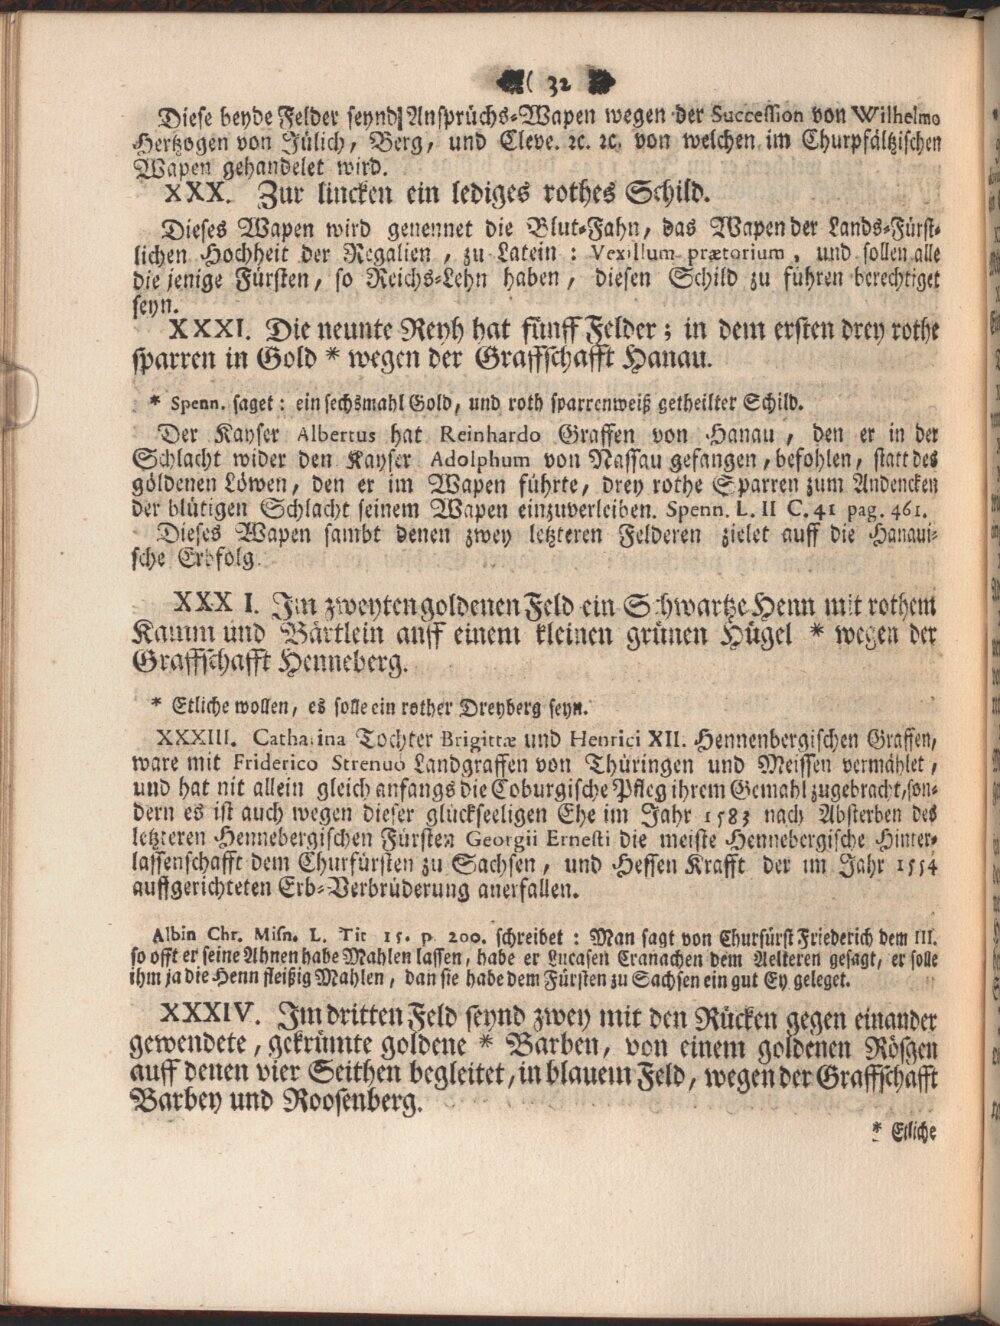 ( 32
Diese beyde Felder seynd Ansprüchs-Wapen wegen der Succession von Wilhelmo
Hertzogen von Jülich, Berg, und Cleve. ꝛc. ꝛc. von welchen im Churpfältzischen
Wapen gehandelet wird.
XXX. Zur lincken ein lediges rothes Schild.
Dieses Wapen wird genennet die Blut-Fahn, das Wapen der Lands-Fürst-
lichen Hochheit der Regalien, zu Latein: Vexillum prætorium, und sollen alle
die jenige Fürsten, so Reichs-Lehn haben, diesen Schild zu führen berechtiget
seyn.
XXXI. Die neunte Reyh hat fünff Felder; in dem ersten drey rothe
sparren in Gold * wegen der Graffschafft Hanau.
* Spenn. saget: ein sechsmahl Gold, und roth sparrenweiß getheilter Schild.
Der Kayser Albertus hat Reinhardo Graffen von Hanau, den er in der
Schlacht wider den Kayser Adolphum von Nassau gefangen, befohlen, statt des
göldenen Löwen, den er im Wapen führte, drey rothe Sparren zum Andencken
der blütigen Schlacht seinem Wapen einzuverleiben. Spenn. L. II C. 41 pag. 461.
Dieses Wapen sambt denen zwey letzteren Felderen zielet auff die Hanaui-
sche Erbfolg.
XXX I. Im zweyten goldenen Feld ein Schwartze Henn mit rothem
Kamm und Bärtlein auff einem kleinen grünen Hügel * wegen der
Graffschafft Henneberg.
* Etliche wollen, es solle ein rother Dreyberg seyn.
XXXIII. Catharina Tochter Brigittæ und Henrici XII. Hennenbergischen Graffen,
ware mit Friderico Strenuo Landgraffen von Thüringen und Meissen vermählet,
und hat nit allein gleich anfangs die Coburgische Pfleg ihrem Gemahl zugebracht, son-
dern es ist auch wegen dieser glückseeligen Ehe im Jahr 1583 nach Absterben des
letzteren Hennebergischen Fürsten Georgii Ernesti die meiste Hennebergische Hinter-
lassenschafft dem Churfürsten zu Sachsen, und Hessen Krafft der im Jahr 1554
auffgerichteten Erb-Verbrüderung anerfallen.
Albin Chr. Misn. L. Tit 15. p. 200. schreibet: Man sagt von Churfürst Friederich dem III.
so offt er seine Ahnen habe Mahlen lassen, habe er Lucasen Cranachen dem Aelteren gesagt, er solle
ihm ja die Henn fleißig Mahlen, dan sie habe dem Fürsten zu Sachsen ein gut Ey geleget.
XXXIV. Im dritten Feld seynd zwey mit den Rücken gegen einander
gewendete, gekrümte goldene * Barben, von einem goldenen Rösgen
auff denen vier Seithen begleitet, in blauem Feld, wegen der Graffschafft
Barbey und Roosenberg.
* Etliche